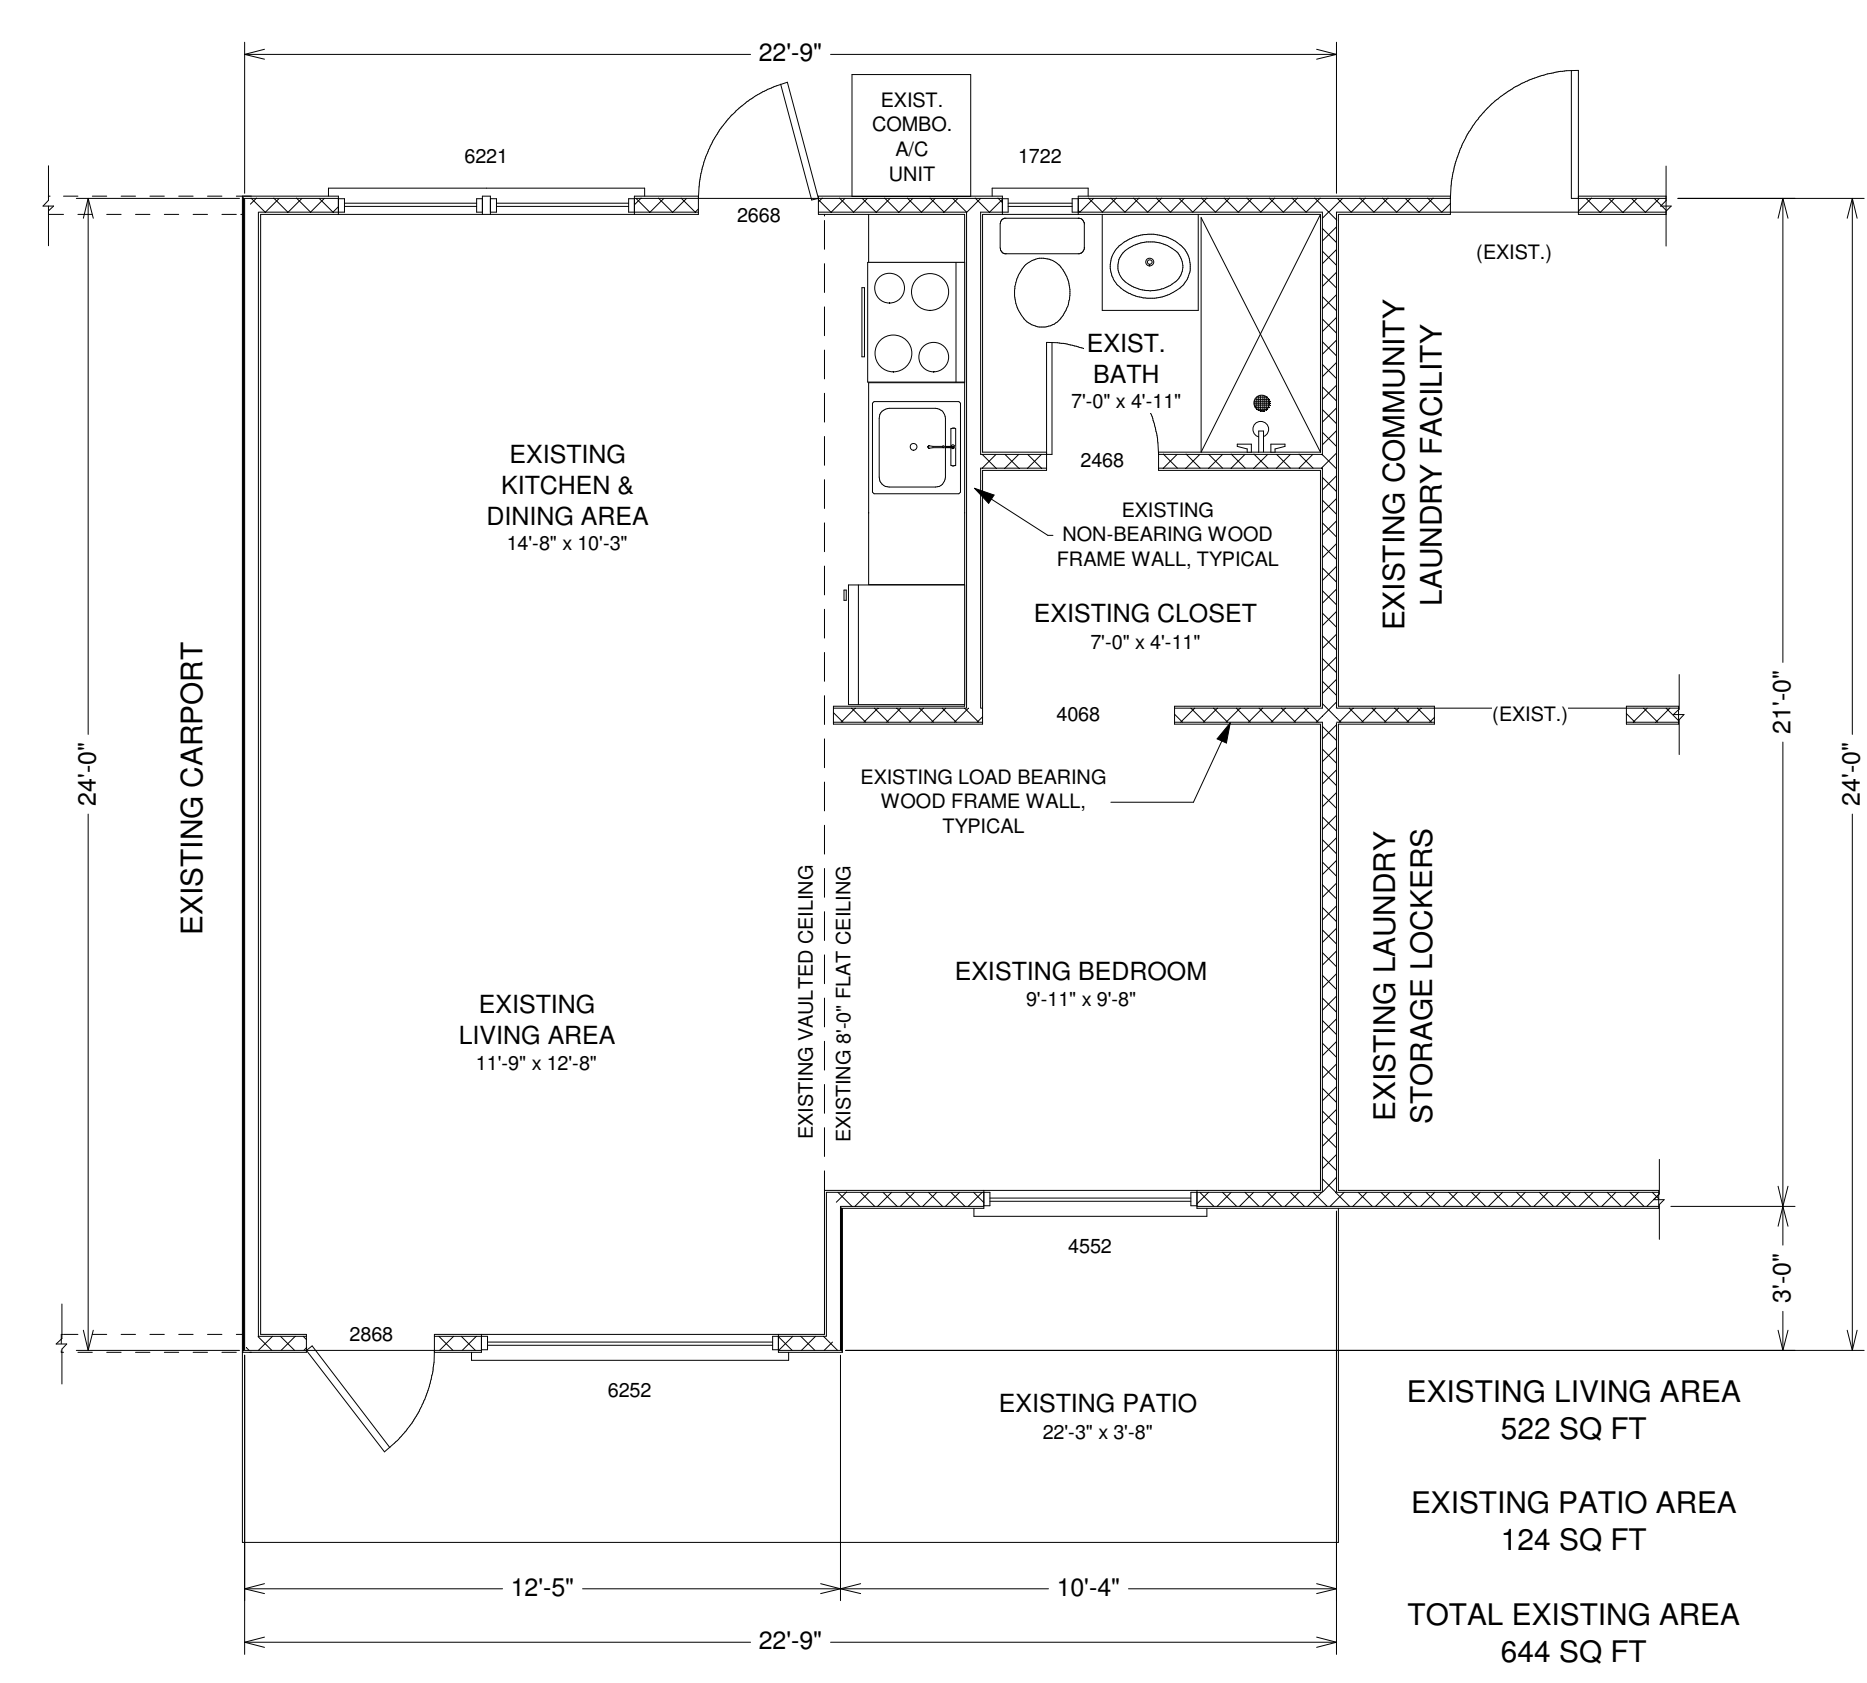 22'-9"
EXIST.
COMBO.
A/C
UNIT
6221
1722
2668
(EXIST.)
EXIST.
BATH
7'-0" x 4'-11"
2468
EXISTING COMMUNITY
LAUNDRY FACILITY
EXISTING
KITCHEN &
DINING AREA
14'-8" x 10'-3"
EXISTING
NON-BEARING WOOD
FRAME WALL, TYPICAL
EXISTING CLOSET
7'-0" x 4'-11"
4068
(EXIST.)
21'-0"
24'-0"
24'-0"
EXISTING CARPORT
EXISTING LOAD BEARING
WOOD FRAME WALL,
TYPICAL
EXISTING VAULTED CEILING
EXISTING 8'-0" FLAT CEILING
EXISTING BEDROOM
9'-11" x 9'-8"
EXISTING LAUNDRY
STORAGE LOCKERS
EXISTING
LIVING AREA
11'-9" x 12'-8"
4552
3'-0"
2868
6252
EXISTING PATIO
22'-3" x 3'-8"
EXISTING LIVING AREA
522 SQ FT
EXISTING PATIO AREA
124 SQ FT
TOTAL EXISTING AREA
644 SQ FT
12'-5"
10'-4"
22'-9"